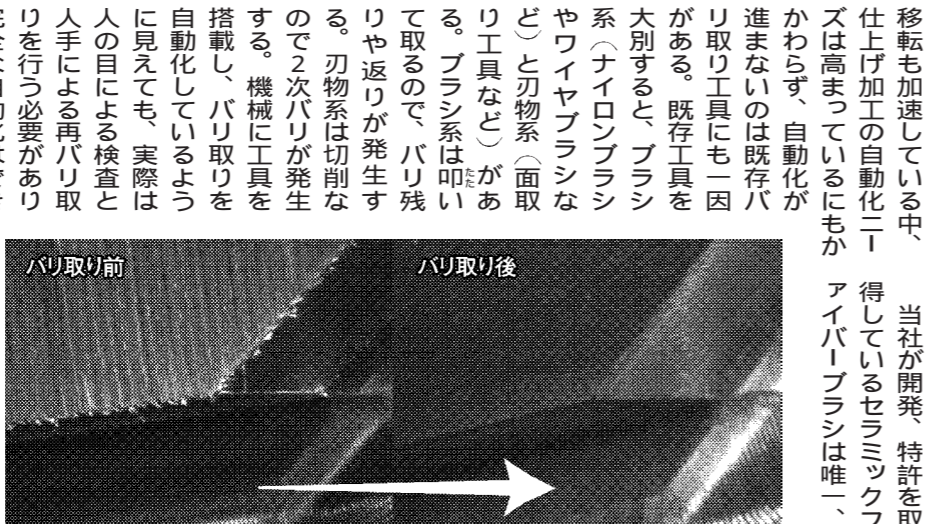 移転も加速している中、
仕上げ加工の自動化ニー
ズは高まっているにもか
かわらず、自動化が
進まないのは既存バ
リ取り工具にも一因
がある。既存工具を
大別すると、ブラシ
系（ナイロンブラシ
やワイヤブラシな
ど）と刃物系（面取
り工具など）があ
る。ブラシ系は叩い
て取るので、バリ残
りや返りが発生す
る。刃物系は切削な
ので2次バリが発生
する。機械に工具を
搭載し、バリ取りを
自動化しているよう
に見えても、実際は
人の目による検査と
人手による再バリ取
りを行う必要があり
当社が開発、特許を取
得しているセラミックフ
ァイバーブラシは唯一、
バリ取り前
バリ取り後